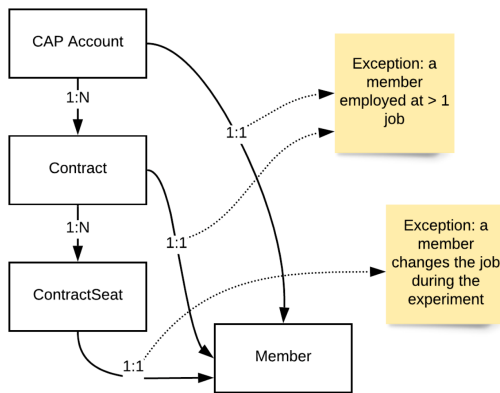 CAP Account
Exception: a
member
employed at > 1
job
1:N
1:1
Contract
1:1
1:N
Exception: a
member
changes the job
during the
experiment
ContractSeat
1:1
Member